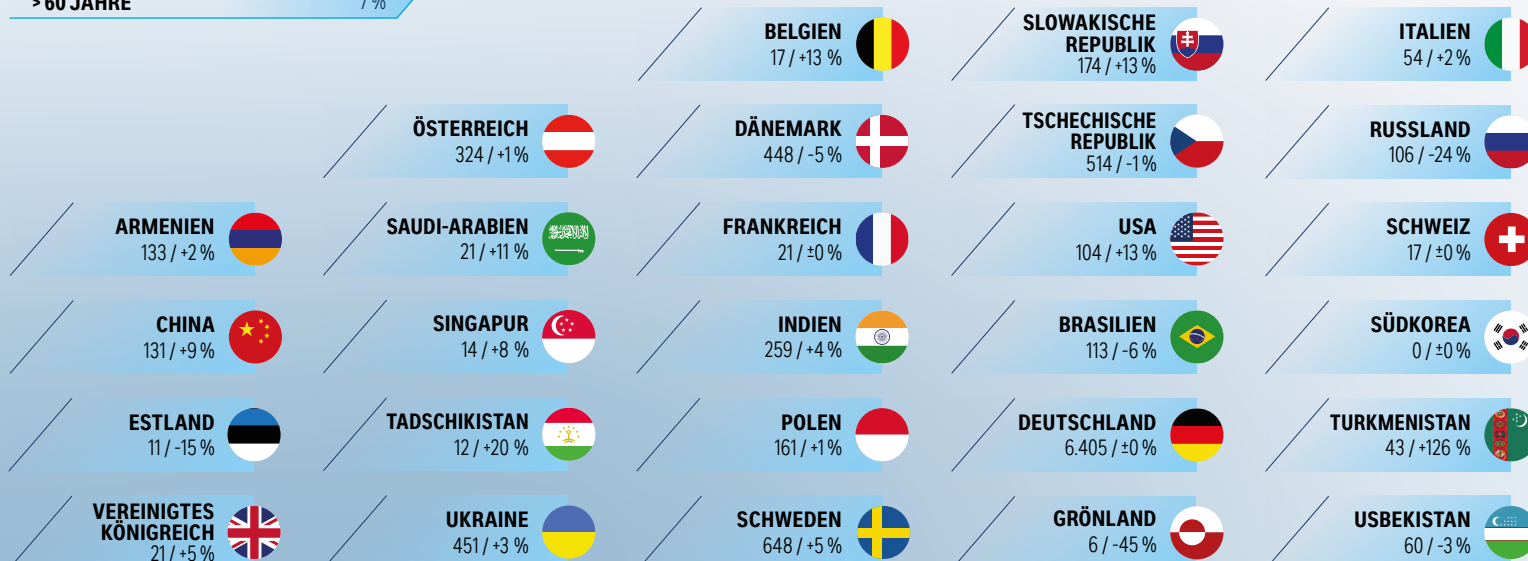 > 60 JAHRE
7 %
BELGIEN
17 / +13 %
SLOWAKISCHE
REPUBLIK
174 / +13 %
ITALIEN
54 / +2 %
ÖSTERREICH
324 / +1 %
DÄNEMARK
448 / -5 %
TSCHECHISCHE
REPUBLIK
514 / -1 %
RUSSLAND
106 / -24 %
ARMENIEN
133 / +2 %
SAUDI-ARABIEN
21 / +11 %
FRANKREICH
21 / ±0 %
USA
104 / +13 %
SCHWEIZ
17 / ±0 %
CHINA
131 / +9 %
SINGAPUR
14 / +8 %
INDIEN
259 / +4 %
BRASILIEN
113 / -6 %
SÜDKOREA
0 / ±0 %
ESTLAND
11 / -15 %
TADSCHIKISTAN
12 / +20 %
POLEN
161 / +1 %
DEUTSCHLAND
6.405 / ±0 %
TURKMENISTAN
43 / +126 %
VEREINIGTES
KÖNIGREICH
21 / +5 %
UKRAINE
451 / +3 %
SCHWEDEN
648 / +5 %
GRÖNLAND
6 / -45 %
USBEKISTAN
60 / -3 %